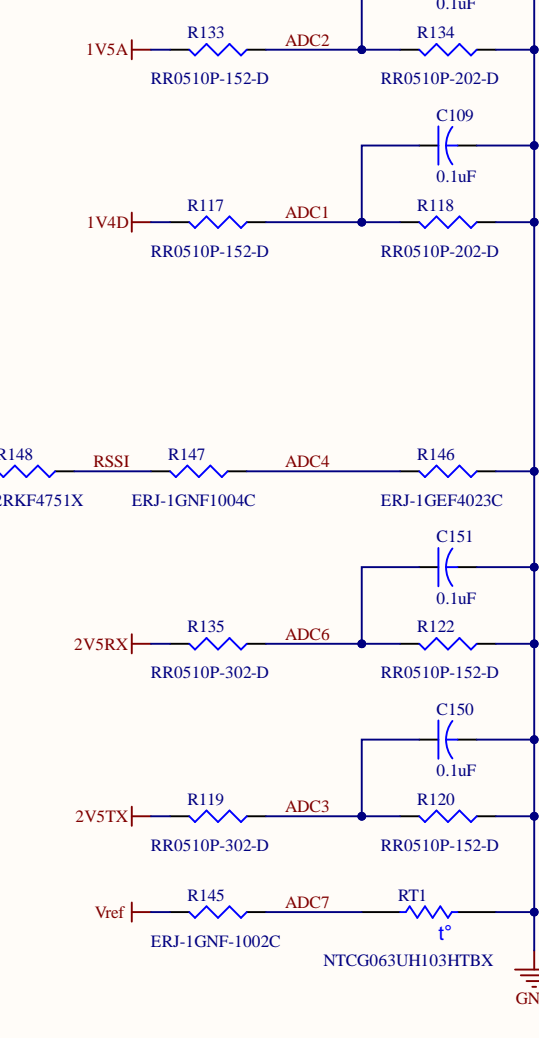 0.1uF
R133 ADC2 R134
1V5A
RR0510P-152-D RR0510P-202-D
C109
0.1uF
R117 ADC1 R118
1V4D
RR0510P-152-D RR0510P-202-D
R148 RSSI R147 ADC4 R146
2RKF4751X ERJ-1GNF1004C ERJ-1GEF4023C
C151
0.1uF
R135 ADC6 R122
2V5RX
RR0510P-302-D RR0510P-152-D
C150
0.1uF
R119 ADC3 R120
2V5TX
RR0510P-302-D RR0510P-152-D
R145 ADC7 RT1
Vref
t°
ERJ-1GNF-1002C
NTCG063UH103HTBX
GN